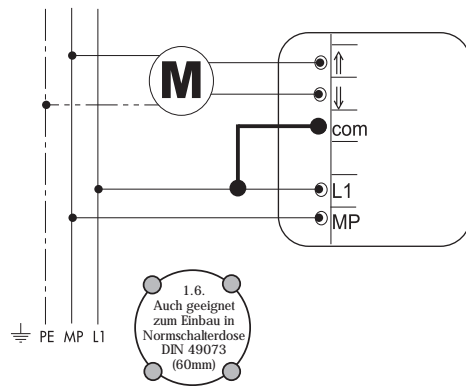 M
⇑
⇓
com
L1
MP
PE MP L1
1.6.
Auch geeignet
zum Einbau in
Normschalterdose
DIN 49073
(60mm)